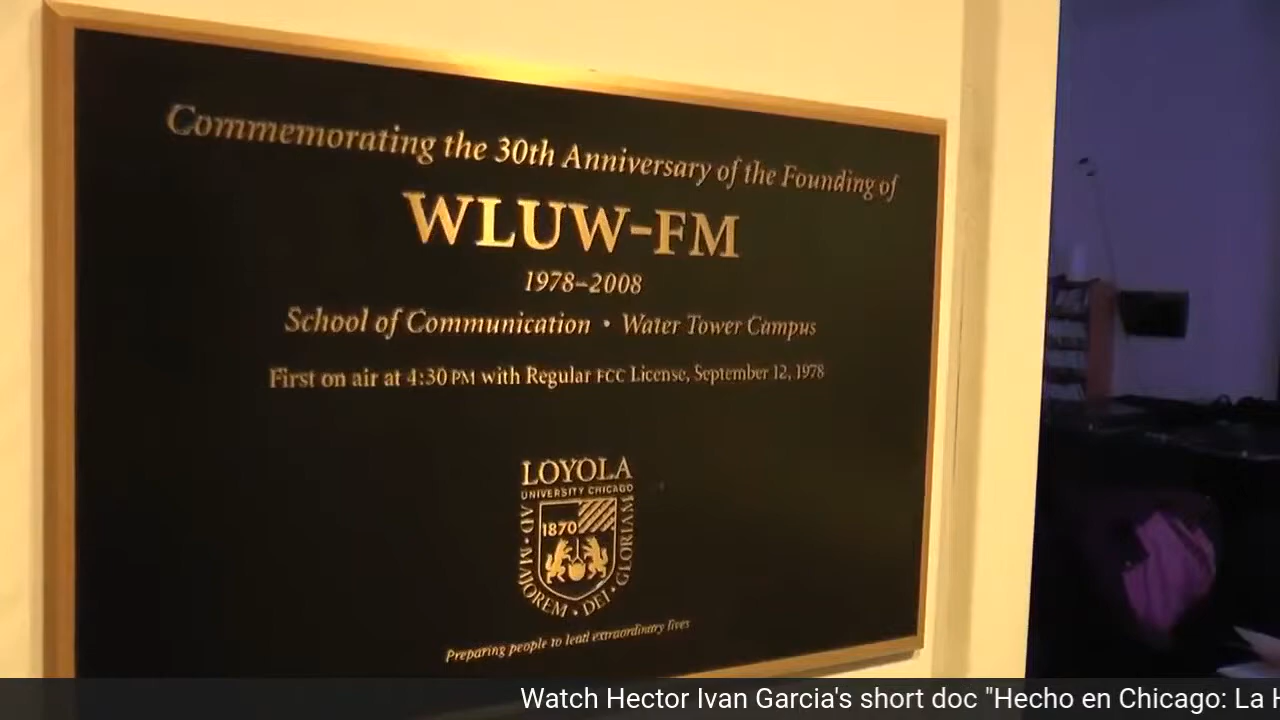 Commemorating the 30th Anniversary of the Founding of
WLUW-FM
1978–2008
School of Communication • Water Tower Campus
First on air at 4:30 PM with Regular FCC License, September 12, 1978
LOYOLA
UNIVERSITY CHICAGO
1870
AD • MAJOREM • DEI • GLORIAM
Preparing people to lead extraordinary lives
Watch Hector Ivan Garcia's short doc "Hecho en Chicago: La H